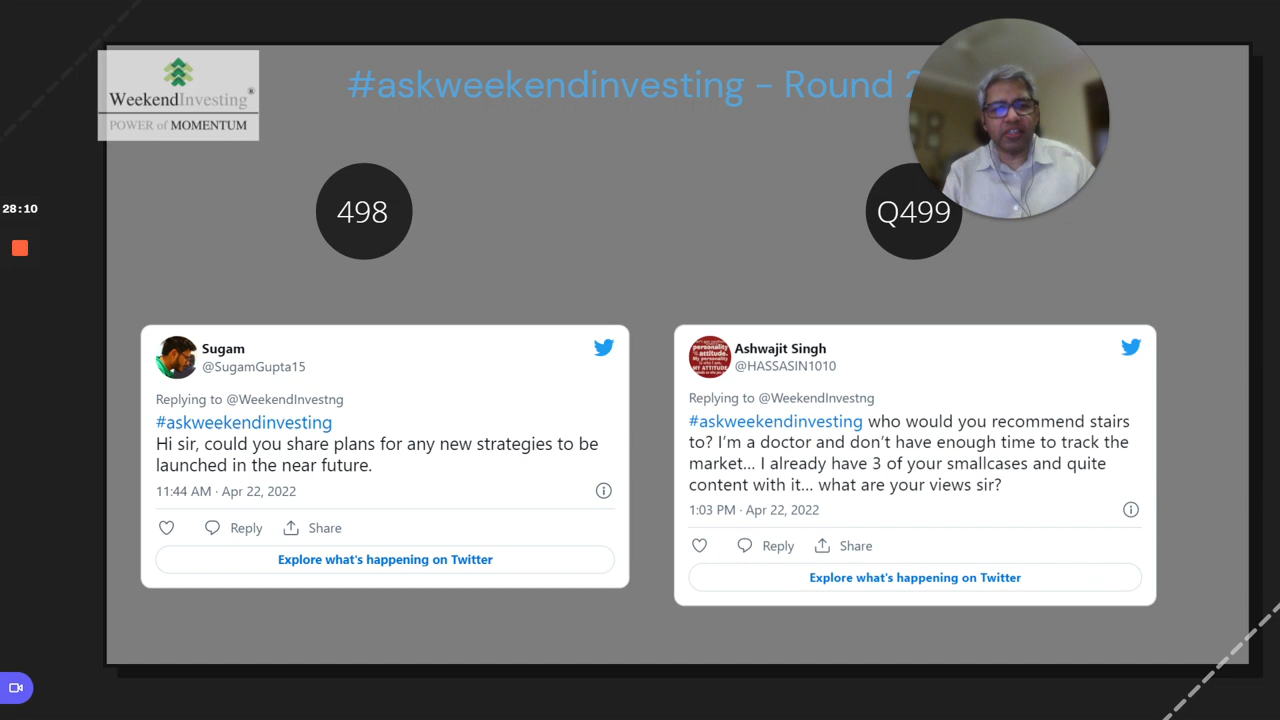 WeekendInvesting®
POWER of MOMENTUM
#askweekendinvesting - Round 2
28:10
498
Q499
Sugam
@SugamGupta15
Replying to @WeekendInvestng
#askweekendinvesting
Hi sir, could you share plans for any new strategies to be
launched in the near future.
11:44 AM · Apr 22, 2022
Reply
Share
Explore what's happening on Twitter
Ashwajit Singh
@HASSASIN1010
Replying to @WeekendInvestng
#askweekendinvesting who would you recommend stairs
to? I'm a doctor and don't have enough time to track the
market... I already have 3 of your smallcases and quite
content with it... what are your views sir?
1:03 PM · Apr 22, 2022
Reply
Share
Explore what's happening on Twitter